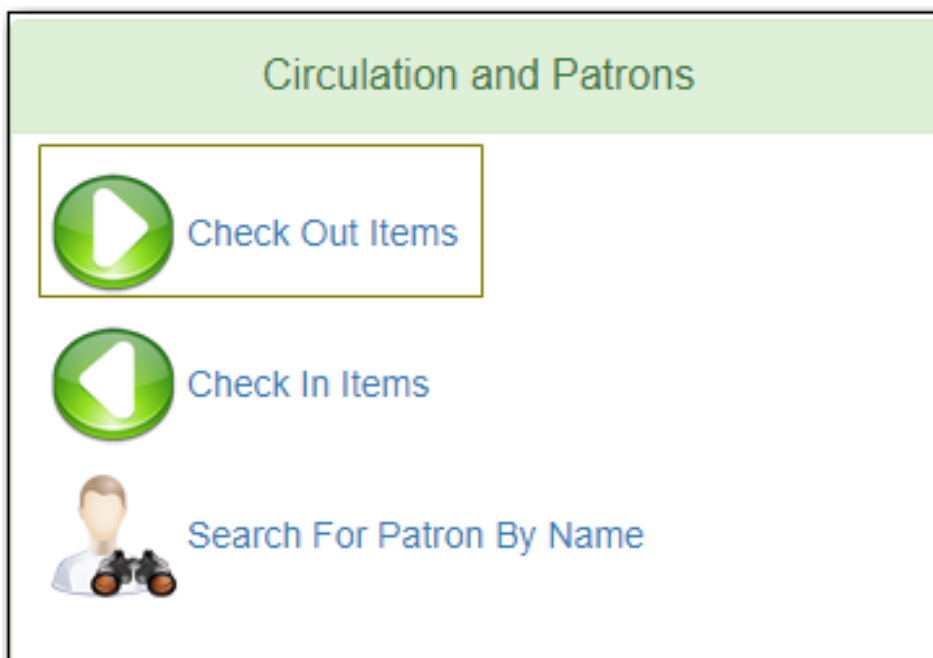 Circulation and Patrons
Check Out Items
Check In Items
Search For Patron By Name